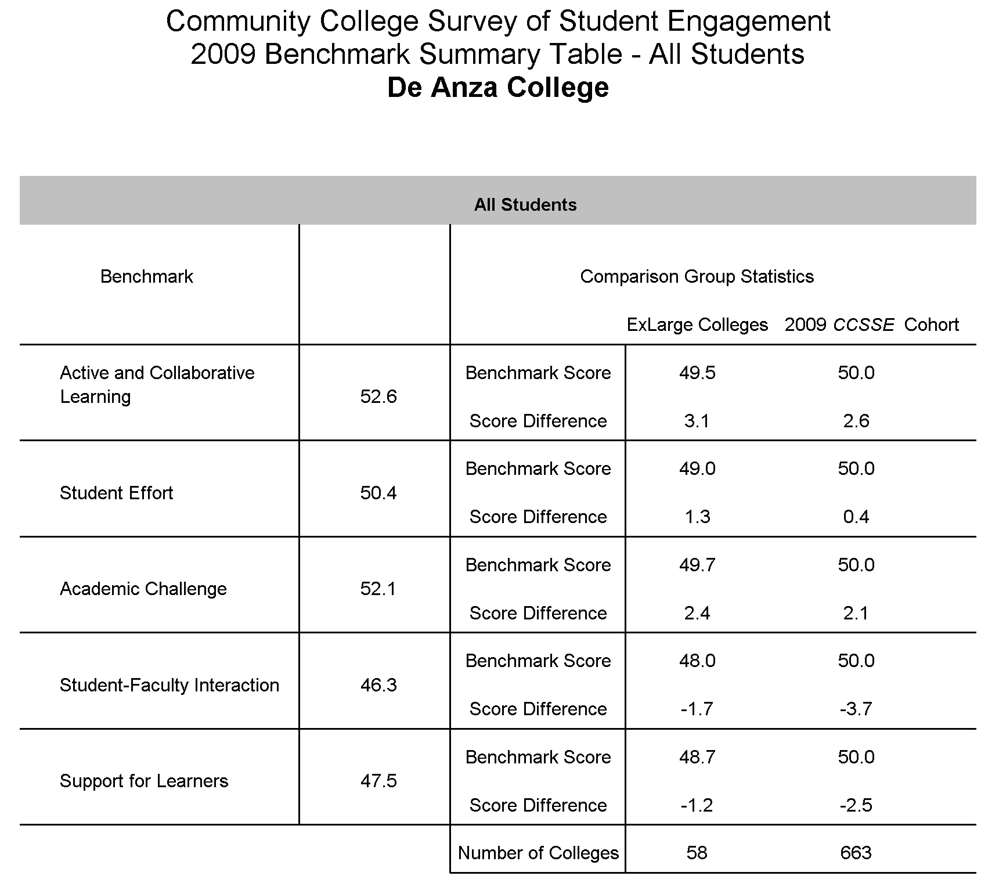 Community College Survey of Student Engagement
2009 Benchmark Summary Table - All Students
De Anza College
All Students
Benchmark Comparison Group Statistics
ExLarge Colleges 2009 CCSSE Cohort
Active and Collaborative Benchmark Score 49.5 50.0
Learning 52.6
Score Difference 3.1 2.6
Benchmark Score 49.0 50.0
Student Effort 50.4
Score Difference 1.3 0.4
Benchmark Score 49.7 50.0
Academic Challenge 52.1
Score Difference 2.4 2.1
Benchmark Score 48.0 50.0
Student-Faculty Interaction 46.3
Score Difference -1.7 -3.7
Benchmark Score 48.7 50.0
Support for Learners 47.5
Score Difference -1.2 -2.5
Number of Colleges 58 663